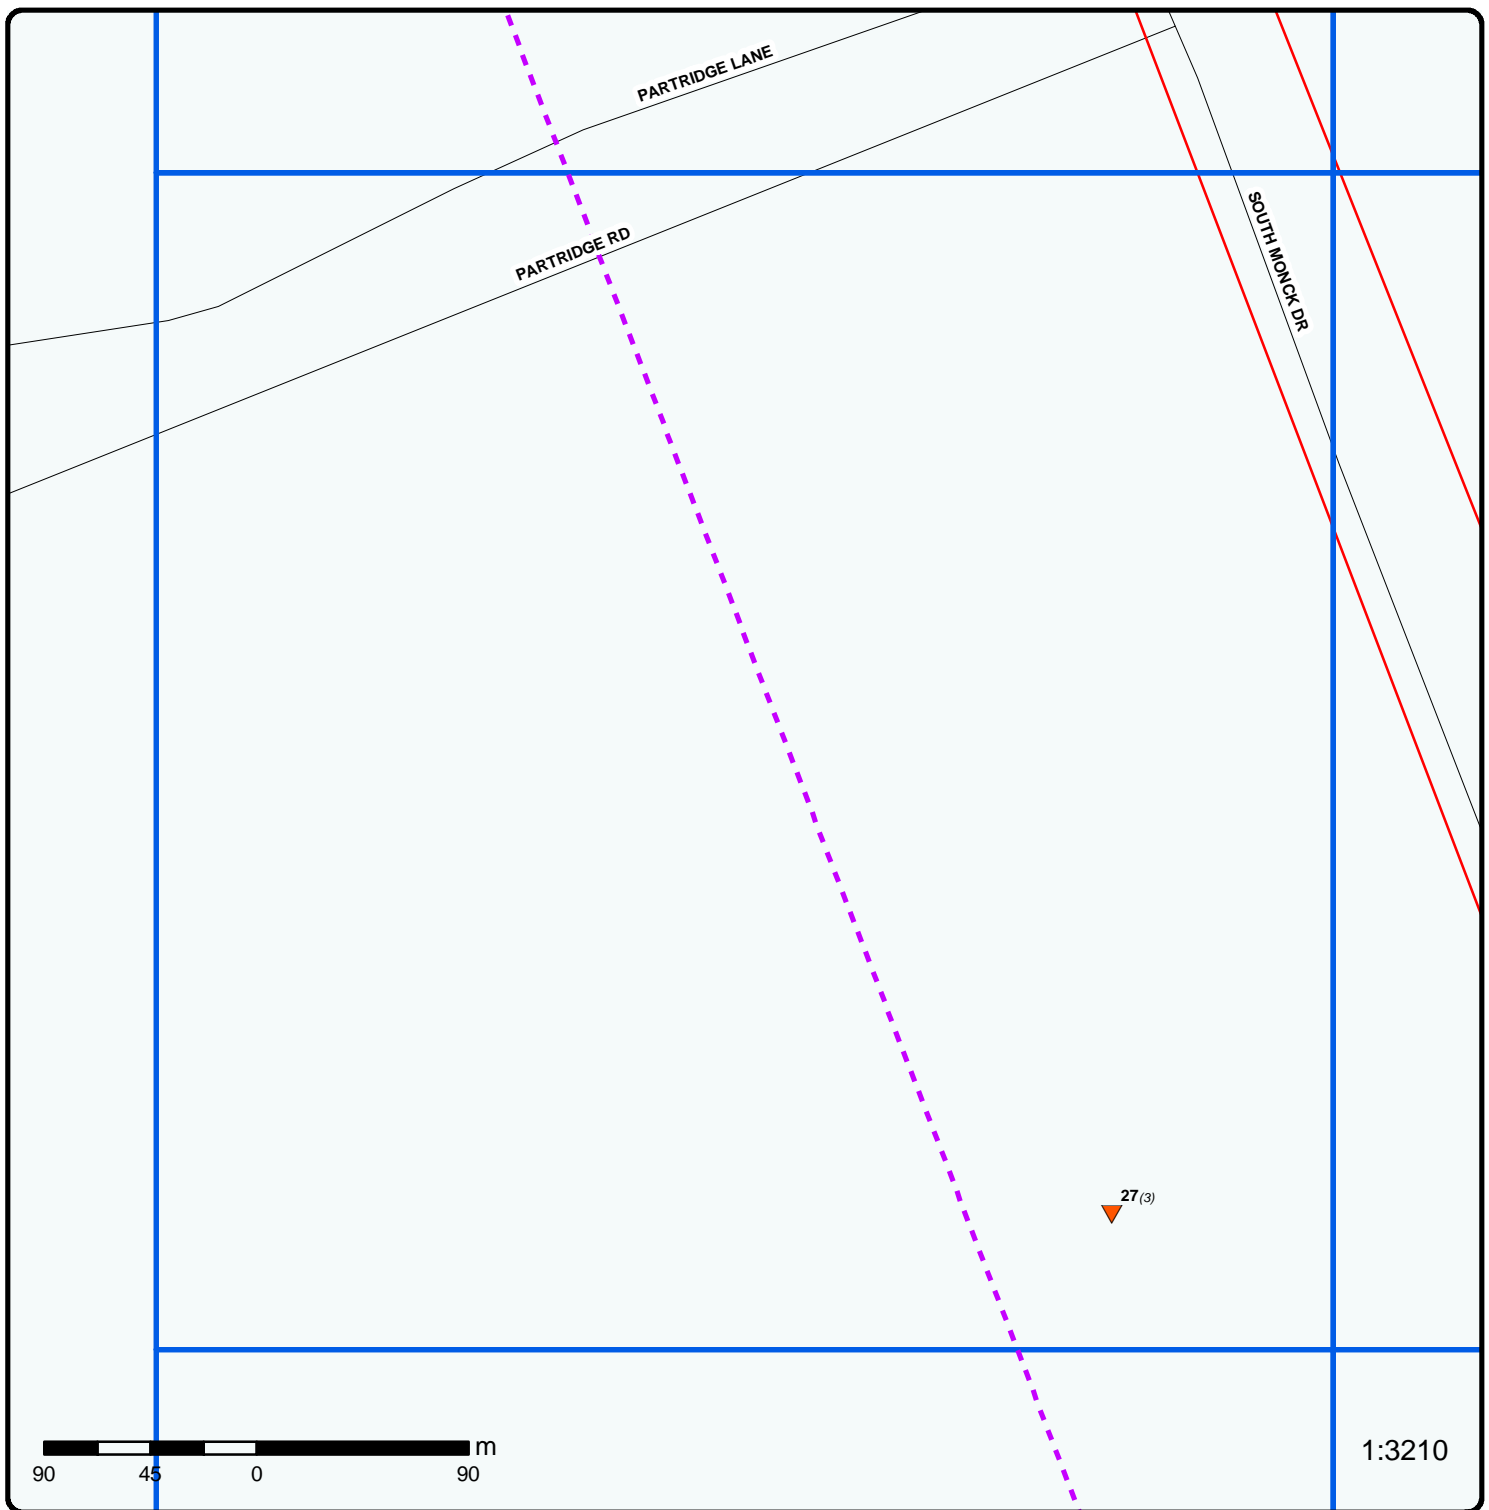 PARTRIDGE LANE
SOUTH MONCK DR
PARTRIDGE RD
27(3)
m
1:3210
90 45 0 90